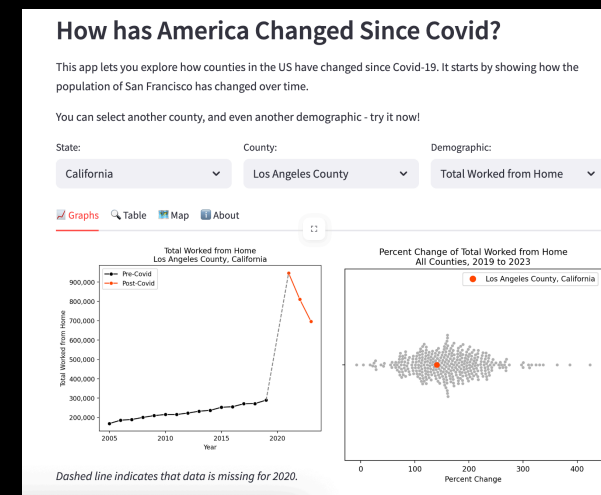 How has America Changed Since Covid?
This app lets you explore how counties in the US have changed since Covid-19. It starts by showing how the
population of San Francisco has changed over time.
You can select another county, and even another demographic - try it now!
State:
County:
Demographic:
California
Los Angeles County
Total Worked from Home
Graphs
Table
Map
About
Total Worked from Home
Los Angeles County, California
Pre-Covid
Post-Covid
900,000
800,000
700,000
600,000
500,000
400,000
300,000
200,000
Total Worked from Home
2005
2010
2015
2020
Year
Percent Change of Total Worked from Home
All Counties, 2019 to 2023
Los Angeles County, California
0
100
200
300
400
Percent Change
Dashed line indicates that data is missing for 2020.